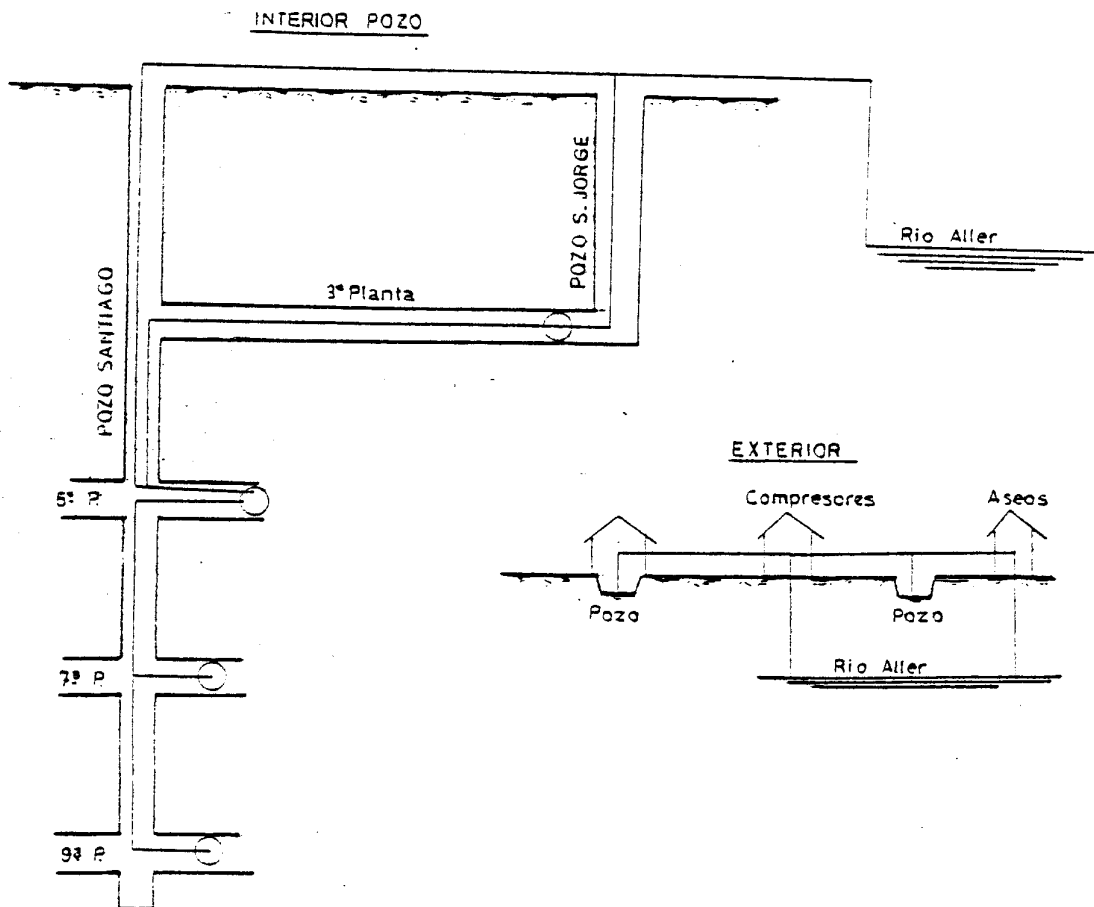 INTERIOR POZO
POZO SANTIAGO
POZO S. JORGE
Rio Aller
3ª Planta
5ª P.
7ª P.
9ª P.
EXTERIOR
Compresores
Aseos
Pozo
Pozo
Rio Aller